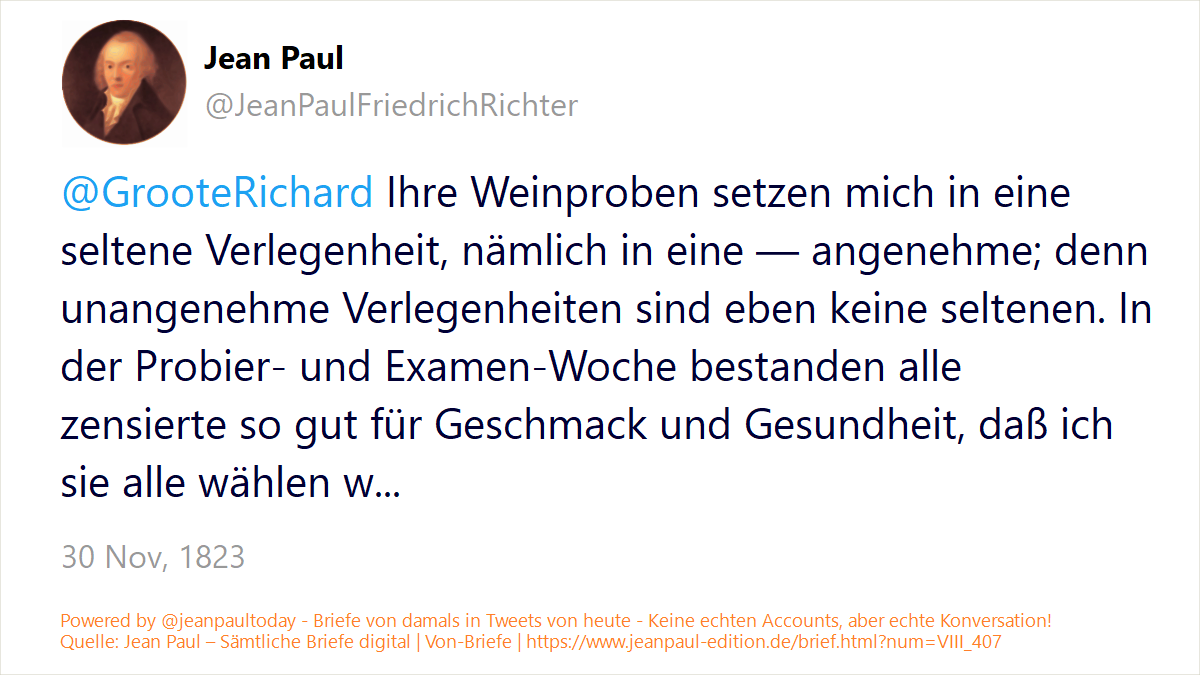 Jean Paul
@JeanPaulFriedrichRichter
@GrooteRichard Ihre Weinproben setzen mich in eine
seltene Verlegenheit, nämlich in eine — angenehme; denn
unangenehme Verlegenheiten sind eben keine seltenen. In
der Probier- und Examen-Woche bestanden alle
zensierte so gut für Geschmack und Gesundheit, daß ich
sie alle wählen w...
30 Nov, 1823
Powered by @jeanpaultoday - Briefe von damals in Tweets von heute - Keine echten Accounts, aber echte Konversation!
Quelle: Jean Paul – Sämtliche Briefe digital | Von-Briefe | https://www.jeanpaul-edition.de/brief.html?num=VIII_407